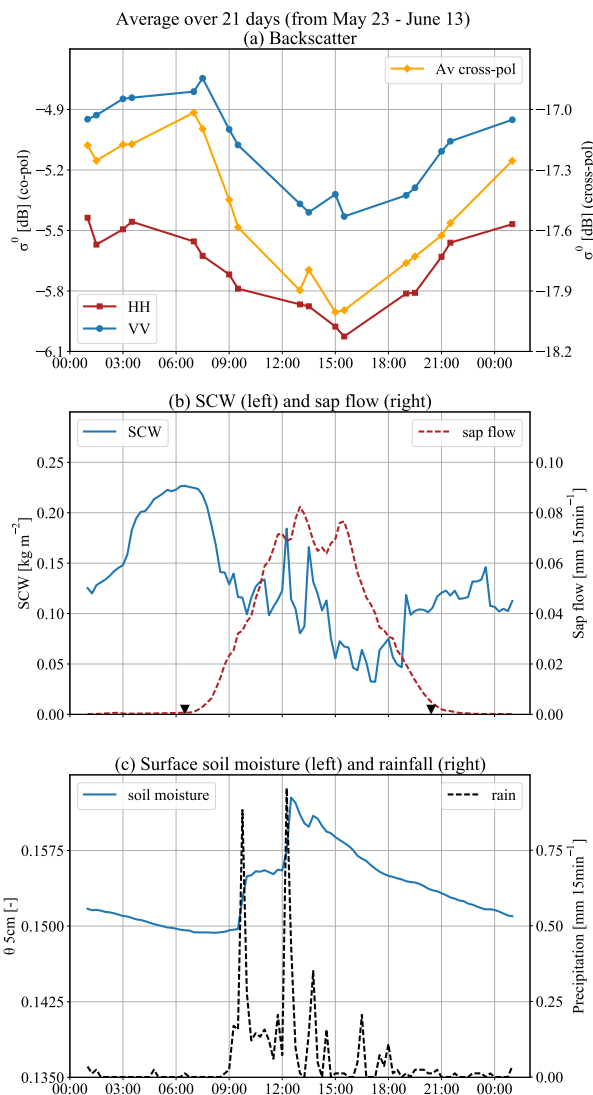 Average over 21 days (from May 23 - June 13)
(a) Backscatter
Av cross-pol
−4.9
−5.2
−5.5
−5.8
−6.1
σ⁰ [dB] (co-pol)
−17.0
−17.3
−17.6
−17.9
−18.2
σ⁰ [dB] (cross-pol)
HH
VV
00:00 03:00 06:00 09:00 12:00 15:00 18:00 21:00 00:00
(b) SCW (left) and sap flow (right)
SCW
sap flow
0.25
0.20
0.15
0.10
0.05
0.00
SCW [kg m⁻²]
0.10
0.08
0.06
0.04
0.02
0.00
Sap flow [mm 15min⁻¹]
(c) Surface soil moisture (left) and rainfall (right)
soil moisture
rain
0.1575
0.1500
0.1425
0.1350
θ 5cm [-]
0.75
0.50
0.25
0.00
Precipitation [mm 15min⁻¹]
00:00 03:00 06:00 09:00 12:00 15:00 18:00 21:00 00:00